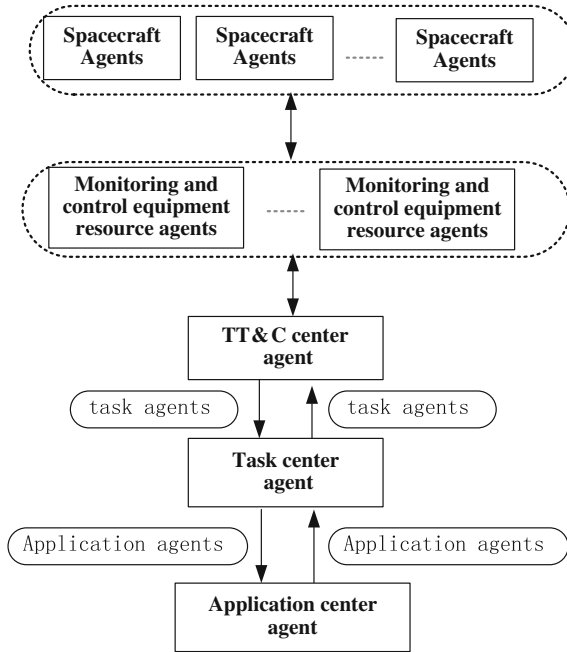 Spacecraft
Agents
Spacecraft
Agents
Spacecraft
Agents
Monitoring and
control equipment
resource agents
Monitoring and
control equipment
resource agents
TT&C center
agent
task agents
task agents
Task center
agent
Application agents
Application agents
Application center
agent